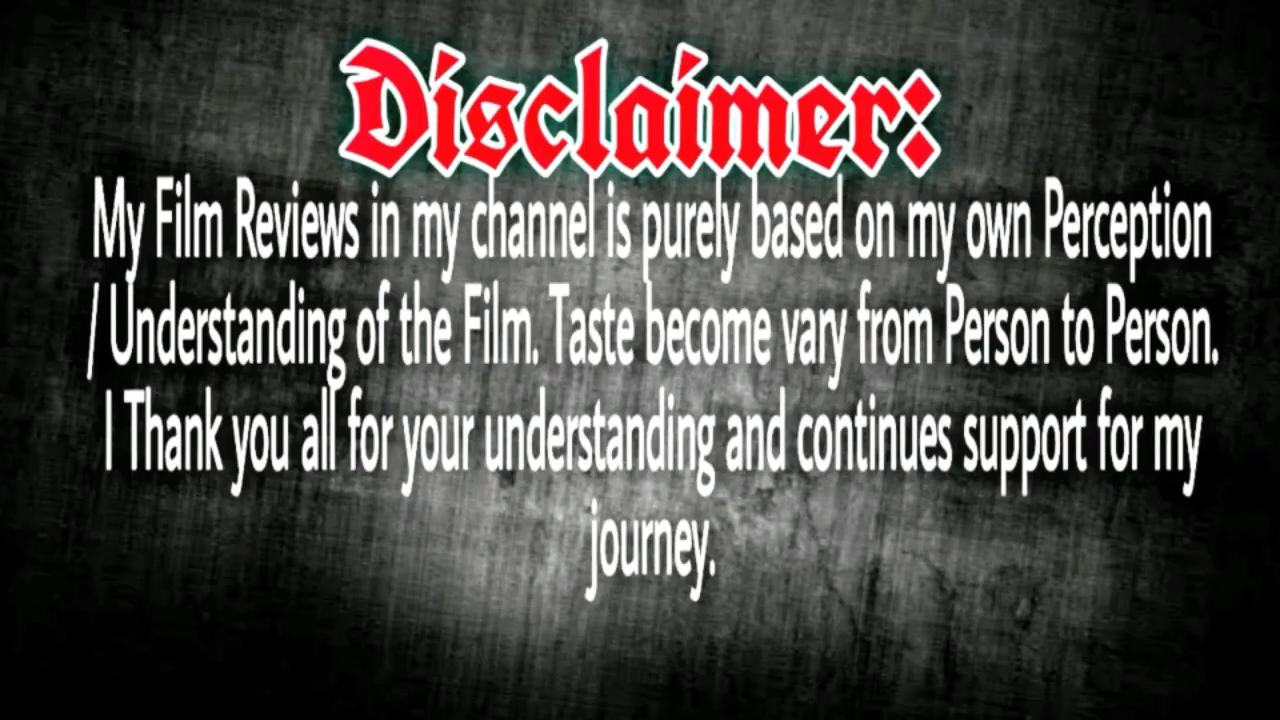 Disclaimer:
My Film Reviews in my channel is purely based on my own Perception
/ Understanding of the Film. Taste become vary from Person to Person.
I Thank you all for your understanding and continues support for my
journey.